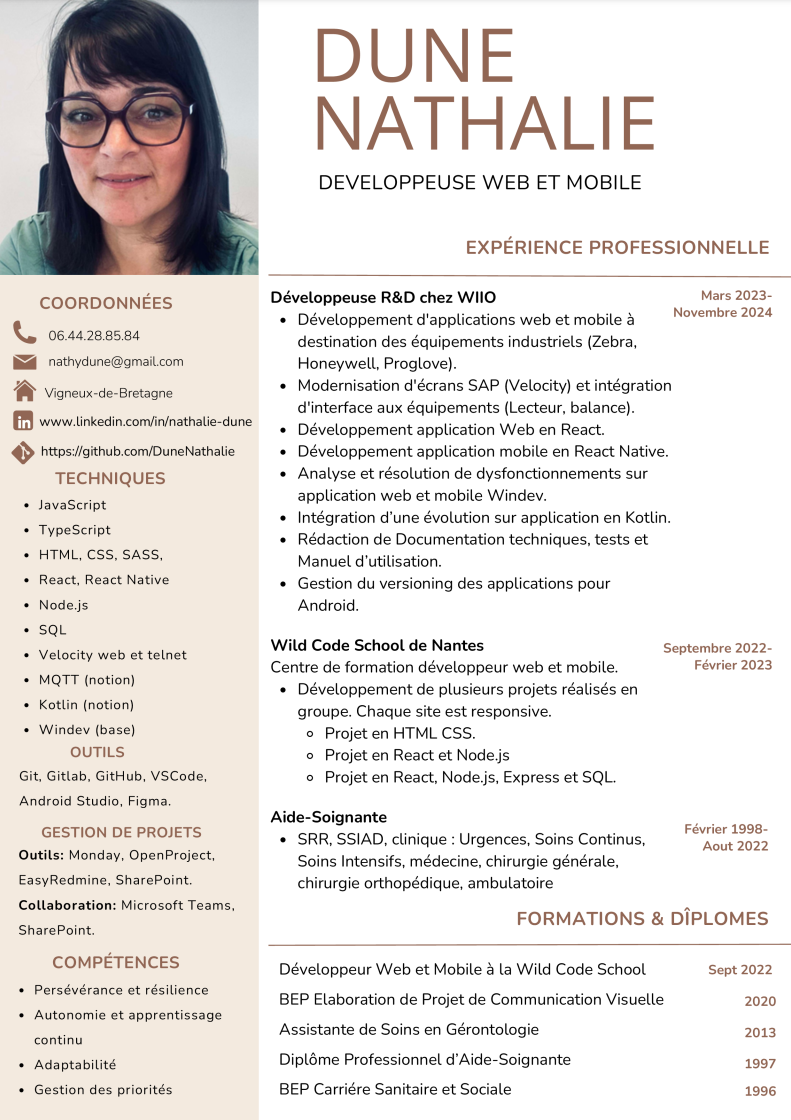 DUNE
NATHALIE
DEVELOPPEUSE WEB ET MOBILE
COORDONNÉES
06.44.28.85.84
nathydune@gmail.com
Vigneux-de-Bretagne
in
www.linkedin.com/in/nathalie-dune
https://github.com/DuneNathalie
TECHNIQUES
• JavaScript
• TypeScript
• HTML, CSS, SASS,
• React, React Native
• Node.js
• SQL
• Velocity web et telnet
• MQTT (notion)
• Kotlin (notion)
• Windev (base)
OUTILS
Git, Gitlab, GitHub, VSCode,
Android Studio, Figma.
GESTION DE PROJETS
Outils: Monday, OpenProject,
EasyRedmine, SharePoint.
Collaboration: Microsoft Teams,
SharePoint.
COMPÉTENCES
• Persévérance et résilience
• Autonomie et apprentissage
continu
• Adaptabilité
• Gestion des priorités
EXPÉRIENCE PROFESSIONNELLE
Développeuse R&D chez WIIO
Mars 2023-
Novembre 2024
• Développement d'applications web et mobile à
destination des équipements industriels (Zebra,
Honeywell, Proglove).
• Modernisation d'écrans SAP (Velocity) et intégration
d'interface aux équipements (Lecteur, balance).
• Développement application Web en React.
• Développement application mobile en React Native.
• Analyse et résolution de dysfonctionnements sur
application web et mobile Windev.
• Intégration d’une évolution sur application en Kotlin.
• Rédaction de Documentation techniques, tests et
Manuel d’utilisation.
• Gestion du versioning des applications pour
Android.
Wild Code School de Nantes
Septembre 2022-
Février 2023
Centre de formation développeur web et mobile.
• Développement de plusieurs projets réalisés en
groupe. Chaque site est responsive.
◦ Projet en HTML CSS.
◦ Projet en React et Node.js
◦ Projet en React, Node.js, Express et SQL.
Aide-Soignante
Février 1998-
Aout 2022
• SRR, SSIAD, clinique : Urgences, Soins Continus,
Soins Intensifs, médecine, chirurgie générale,
chirurgie orthopédique, ambulatoire
FORMATIONS & DÎPLOMES
Développeur Web et Mobile à la Wild Code School Sept 2022
BEP Elaboration de Projet de Communication Visuelle 2020
Assistante de Soins en Gérontologie 2013
Diplôme Professionnel d’Aide-Soignante 1997
BEP Carriére Sanitaire et Sociale 1996